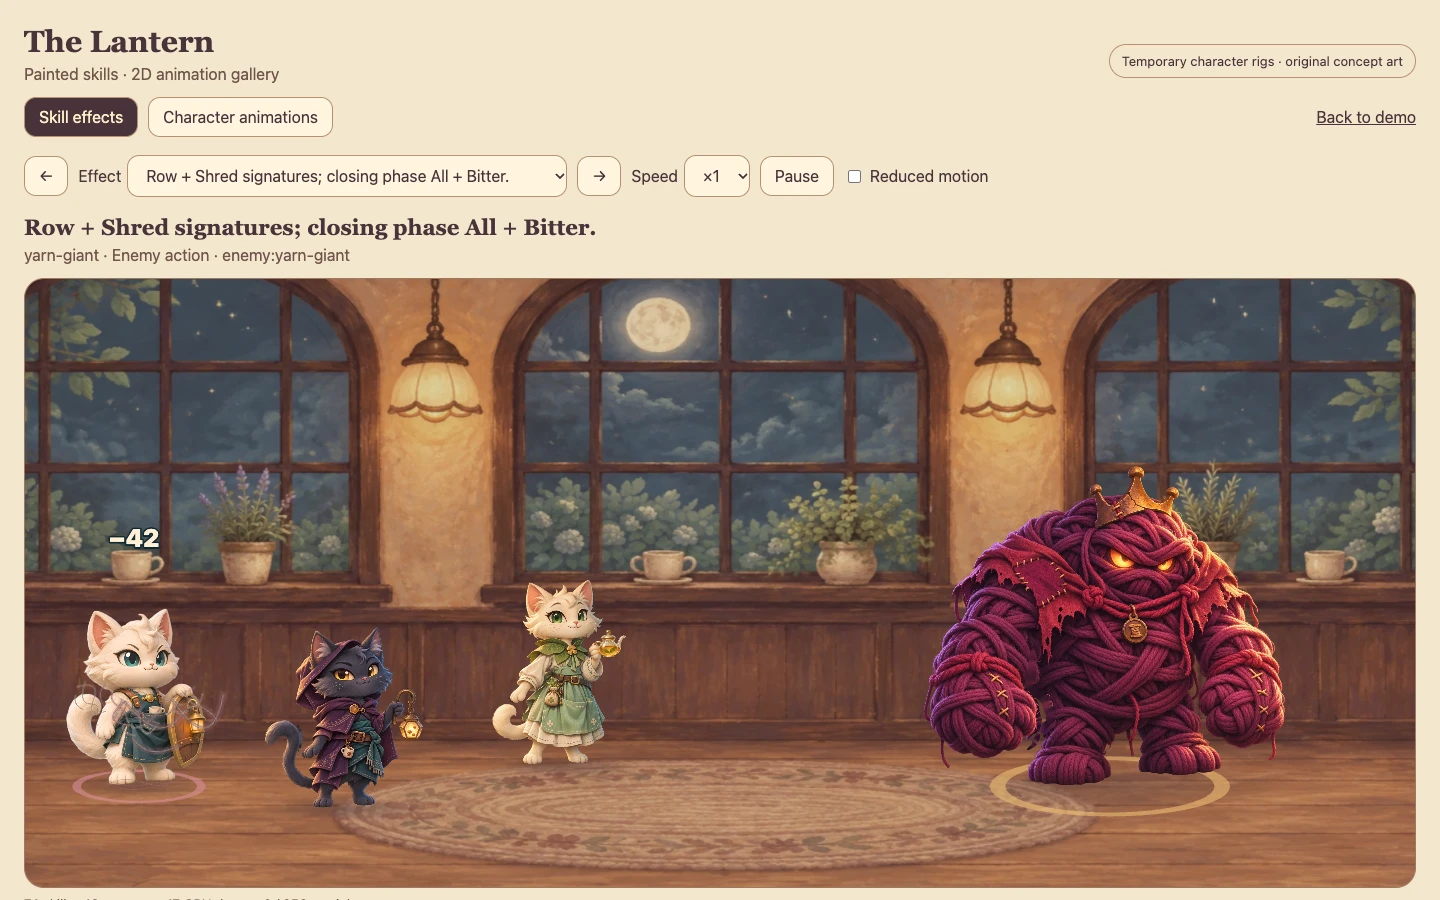 The Lantern
Painted skills · 2D animation gallery
Temporary character rigs · original concept art
Skill effects
Character animations
Back to demo
← Effect Row + Shred signatures; closing phase All + Bitter. → Speed ×1 Pause Reduced motion
Row + Shred signatures; closing phase All + Bitter.
yarn-giant · Enemy action · enemy:yarn-giant
−42